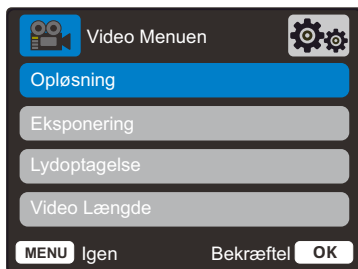 Video Menuen
Opløsning
Eksponering
Lydoptagelse
Video Længde
MENU Igen Bekræftel OK